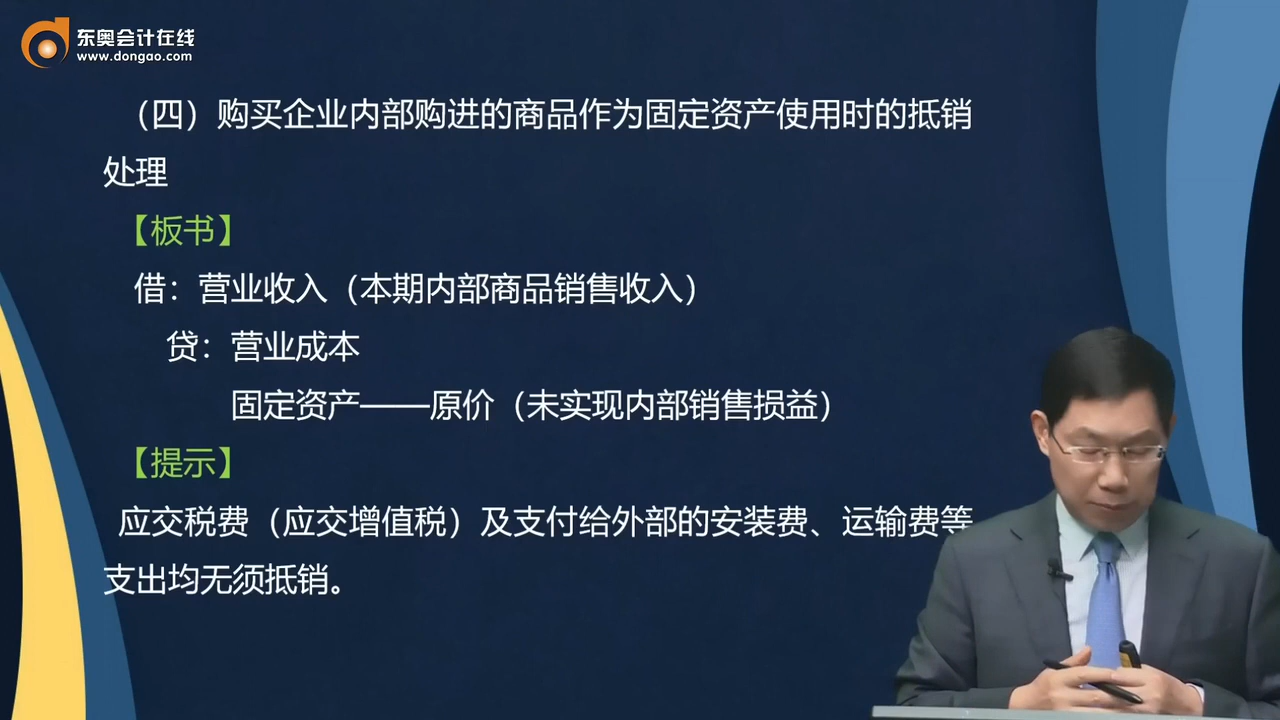 东奥会计在线
www.dongao.com
（四）购买企业内部购进的商品作为固定资产使用时的抵销
处理
【板书】
借：营业收入（本期内部商品销售收入）
贷：营业成本
固定资产——原价（未实现内部销售损益）
【提示】
应交税费（应交增值税）及支付给外部的安装费、运输费等
支出均无须抵销。